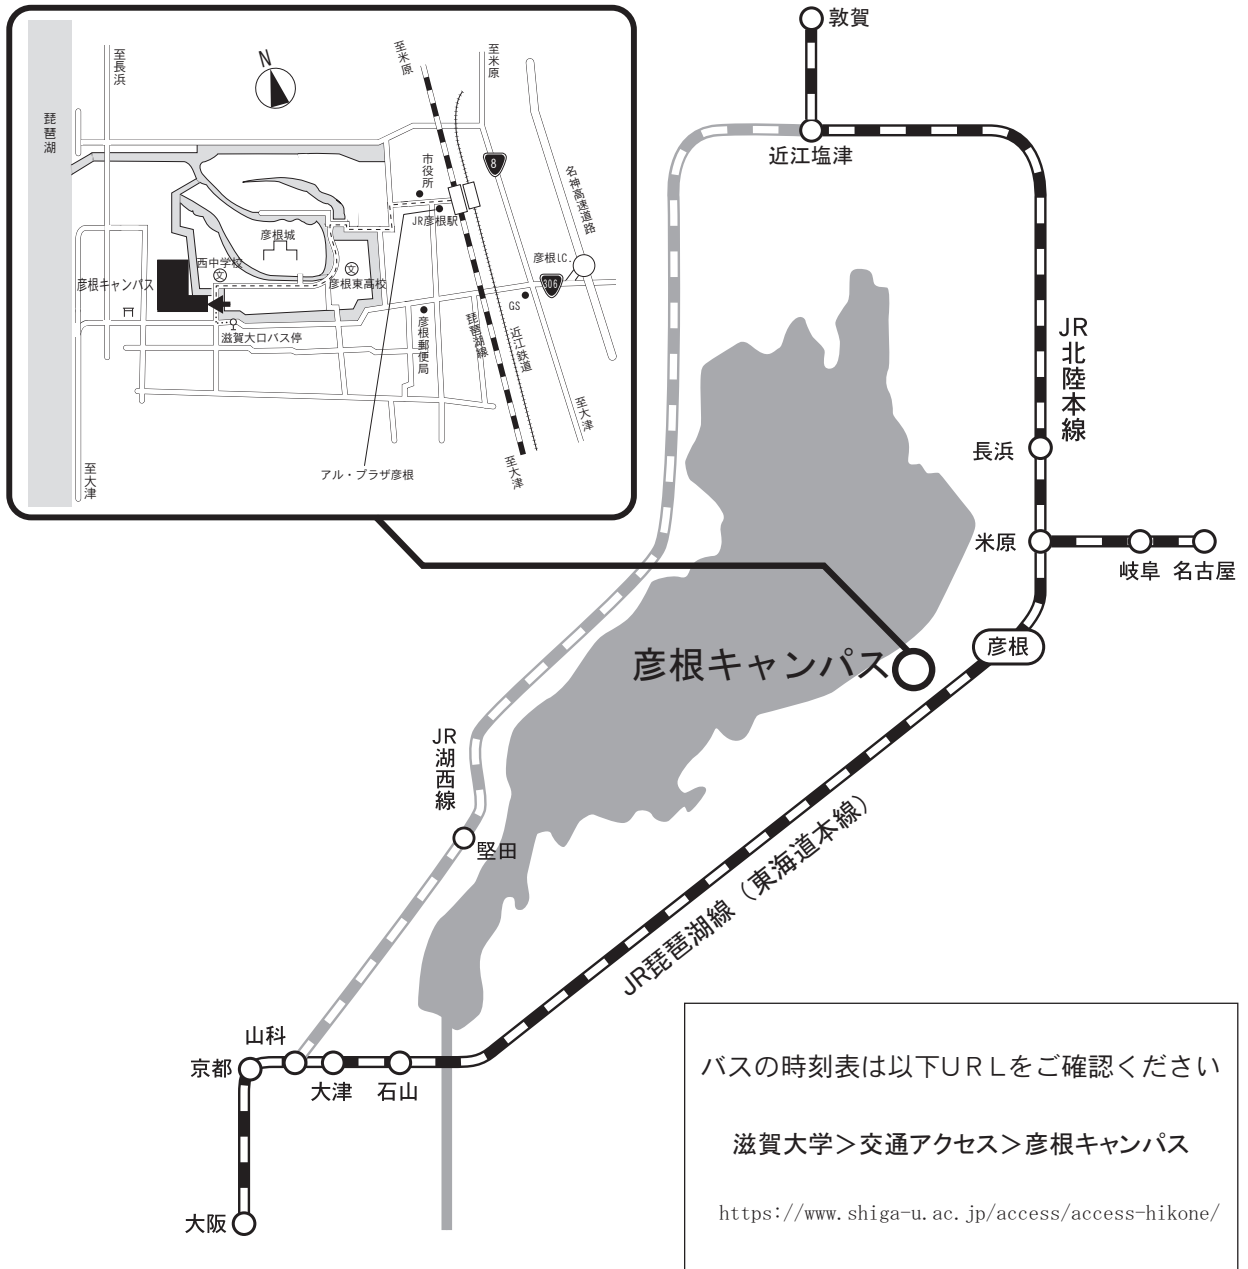 N
至長浜
琵琶湖
至米原
至米原
8
名神高速道路
市役所
JR彦根駅
彦根城
西中学校
文
文
彦根東高校
彦根IC.
306
彦根キャンパス
GS
滋賀大口バス停
彦根郵便局
琵琶湖線
近江鉄道
至大津
至大津
至大津
アル・プラザ彦根
敦賀
近江塩津
JR北陸本線
長浜
米原
岐阜
名古屋
彦根
彦根キャンパス
JR湖西線
堅田
JR琵琶湖線（東海道本線）
山科
京都
大津
石山
大阪
バスの時刻表は以下ＵＲＬをご確認ください
滋賀大学＞交通アクセス＞彦根キャンパス
https://www.shiga-u.ac.jp/access/access-hikone/